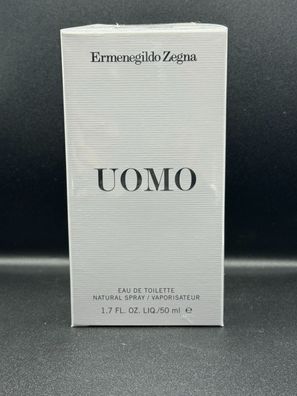 Ermenegildo Zegna
UOMO
EAU DE TOILETTE
NATURAL SPRAY / VAPORISATEUR
1.7 FL. OZ. LIQ./50 ml ℮